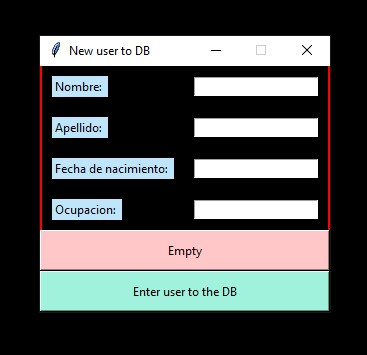 New user to DB
Nombre:
Apellido:
Fecha de nacimiento:
Ocupacion:
Empty
Enter user to the DB